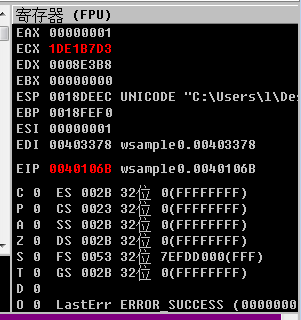 寄存器 (FPU)
EAX 00000001
ECX 1DE1B7D3
EDX 0008E3B8
EBX 00000000
ESP 0018DEEC UNICODE "C:\Users\l\Des
EBP 0018FEF0
ESI 00000001
EDI 00403378 wsample0.00403378
EIP 0040106B wsample0.0040106B
C 0 ES 002B 32位 0(FFFFFFFF)
P 0 CS 0023 32位 0(FFFFFFFF)
A 0 SS 002B 32位 0(FFFFFFFF)
Z 0 DS 002B 32位 0(FFFFFFFF)
S 0 FS 0053 32位 7EFDD000(FFF)
T 0 GS 002B 32位 0(FFFFFFFF)
D 0
O 0 LastErr ERROR_SUCCESS (0000000